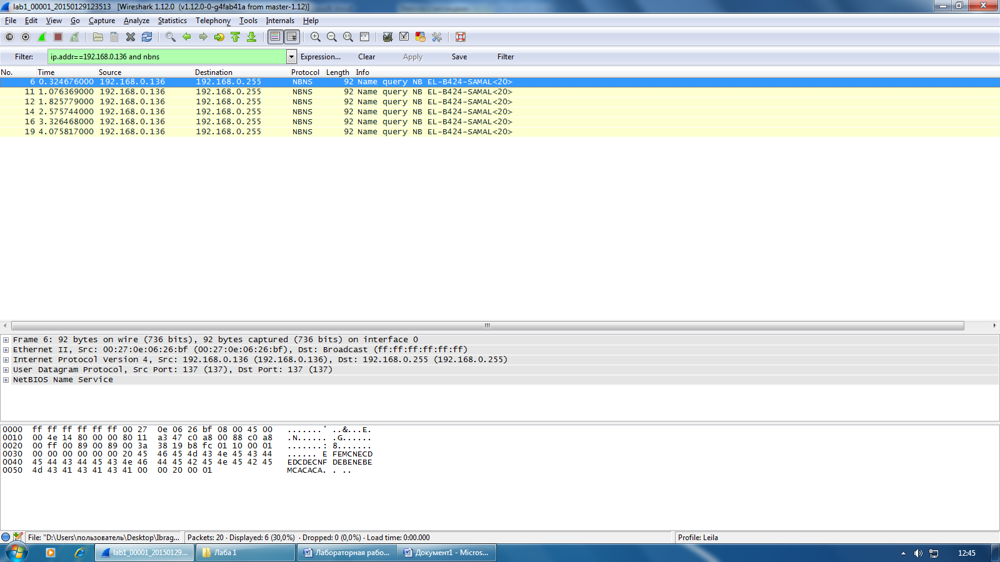 lab1_00001_20150129123513 [Wireshark 1.12.0 (v1.12.0-0-g4fab41a from master-1.12)]
File Edit View Go Capture Analyze Statistics Telephony Tools Internals Help
Filter: ip.addr==192.168.0.136 and nbns Expression... Clear Apply Save Filter
No. Time Source Destination Protocol Length Info
6 0.324676000 192.168.0.136 192.168.0.255 NBNS 92 Name query NB EL-B424-SAMAL<20>
11 1.076369000 192.168.0.136 192.168.0.255 NBNS 92 Name query NB EL-B424-SAMAL<20>
12 1.825779000 192.168.0.136 192.168.0.255 NBNS 92 Name query NB EL-B424-SAMAL<20>
14 2.575744000 192.168.0.136 192.168.0.255 NBNS 92 Name query NB EL-B424-SAMAL<20>
16 3.326468000 192.168.0.136 192.168.0.255 NBNS 92 Name query NB EL-B424-SAMAL<20>
19 4.075817000 192.168.0.136 192.168.0.255 NBNS 92 Name query NB EL-B424-SAMAL<20>
Frame 6: 92 bytes on wire (736 bits), 92 bytes captured (736 bits) on interface 0
Ethernet II, Src: 00:27:0e:06:26:bf (00:27:0e:06:26:bf), Dst: Broadcast (ff:ff:ff:ff:ff:ff)
Internet Protocol Version 4, Src: 192.168.0.136 (192.168.0.136), Dst: 192.168.0.255 (192.168.0.255)
User Datagram Protocol, Src Port: 137 (137), Dst Port: 137 (137)
NetBIOS Name Service
0000 ff ff ff ff ff ff 00 27 0e 06 26 bf 08 00 45 00 .......' ..&...E.
0010 00 4e 14 80 00 00 80 11 a3 47 c0 a8 00 88 c0 a8 .N...... .G......
0020 00 ff 00 89 00 89 00 3a 38 19 b8 fc 01 10 00 01 .......: 8.......
0030 00 00 00 00 00 00 20 45 46 45 4d 43 4e 45 43 44 ...... E FEMCNECD
0040 45 44 43 44 45 43 4e 46 44 45 42 45 4e 45 42 45 EDCDECNF DEBENEBE
0050 4d 43 41 43 41 43 41 00 00 20 00 01 MCACACA. . ..
File: "D:\Users\пользователь\Desktop\Ibrag... Packets: 20 · Displayed: 6 (30,0%) · Dropped: 0 (0,0%) · Load time: 0:00.000 Profile: Leila
lab1_00001_20150129... Лаба 1 Лабораторная рабо... Документ1 - Micros... 12:45